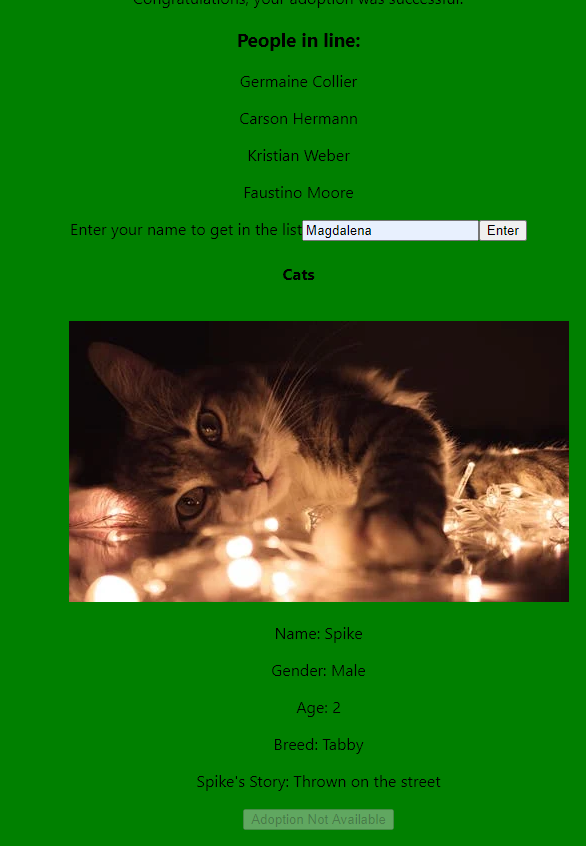 Congratulations, your adoption was successful.
People in line:
Germaine Collier
Carson Hermann
Kristian Weber
Faustino Moore
Enter your name to get in the list Magdalena Enter
Cats
Name: Spike
Gender: Male
Age: 2
Breed: Tabby
Spike's Story: Thrown on the street
Adoption Not Available